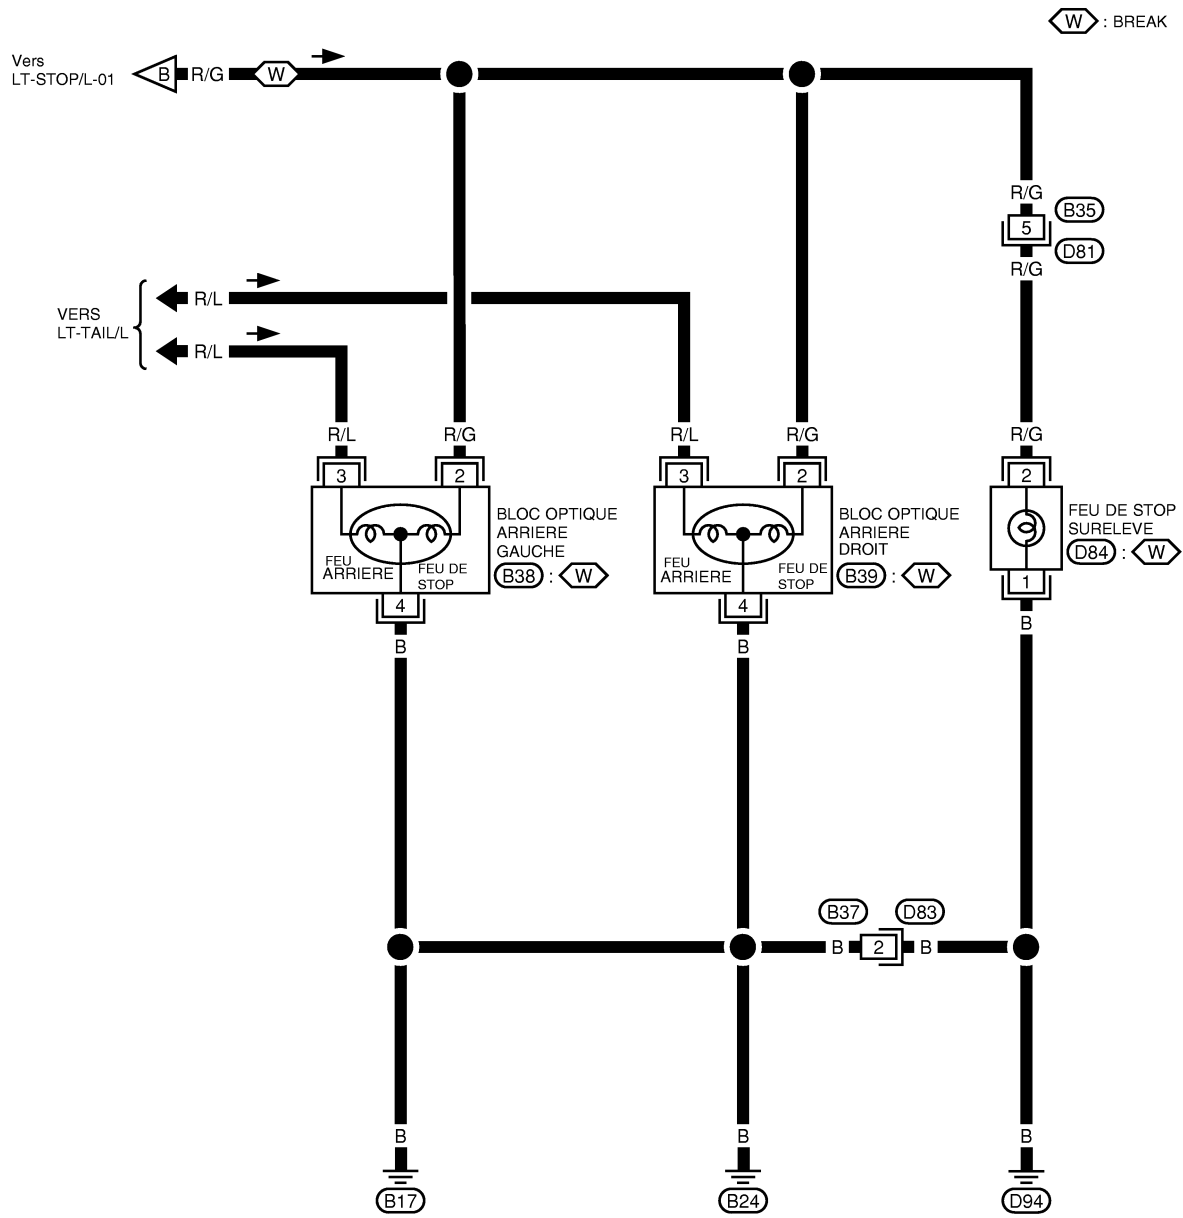 W : BREAK
Vers
LT-STOP/L-01
B R/G W
R/G
B35
5
D81
R/G
VERS
LT-TAIL/L
R/L
R/L
R/L R/G R/L R/G R/G
3 2 3 2 2
BLOC OPTIQUE
ARRIERE
GAUCHE
B38 : W
FEU
ARRIERE
FEU DE
STOP
BLOC OPTIQUE
ARRIERE
DROIT
B39 : W
FEU
ARRIERE
FEU DE
STOP
FEU DE STOP
SURELEVE
D84 : W
4 4 1
B B B
B37 D83
B 2 B
B B B
B17 B24 D94